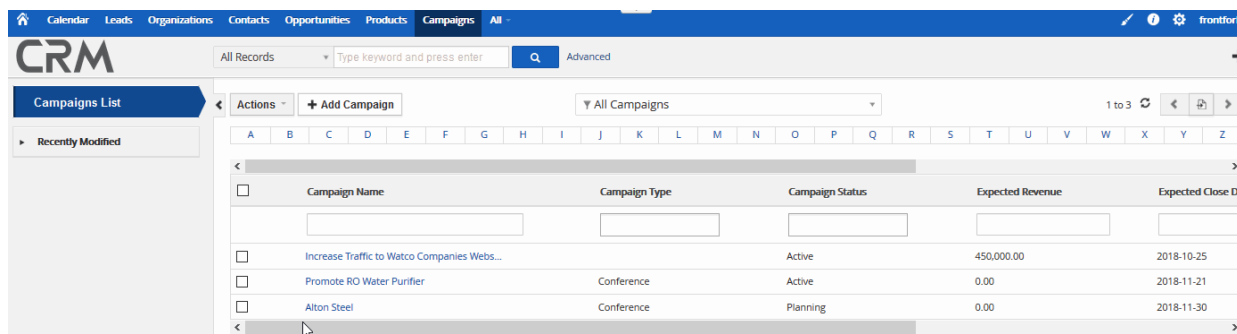 Calendar Leads Organizations Contacts Opportunities Products Campaigns All
CRM
All Records Type keyword and press enter Advanced
Campaigns List
Actions + Add Campaign All Campaigns 1 to 3
Recently Modified
A B C D E F G H I J K L M N O P Q R S T U V W X Y Z
Campaign Name Campaign Type Campaign Status Expected Revenue Expected Close D
Increase Traffic to Watco Companies Webs... Active 450,000.00 2018-10-25
Promote RO Water Purifier Conference Active 0.00 2018-11-21
Alton Steel Conference Planning 0.00 2018-11-30